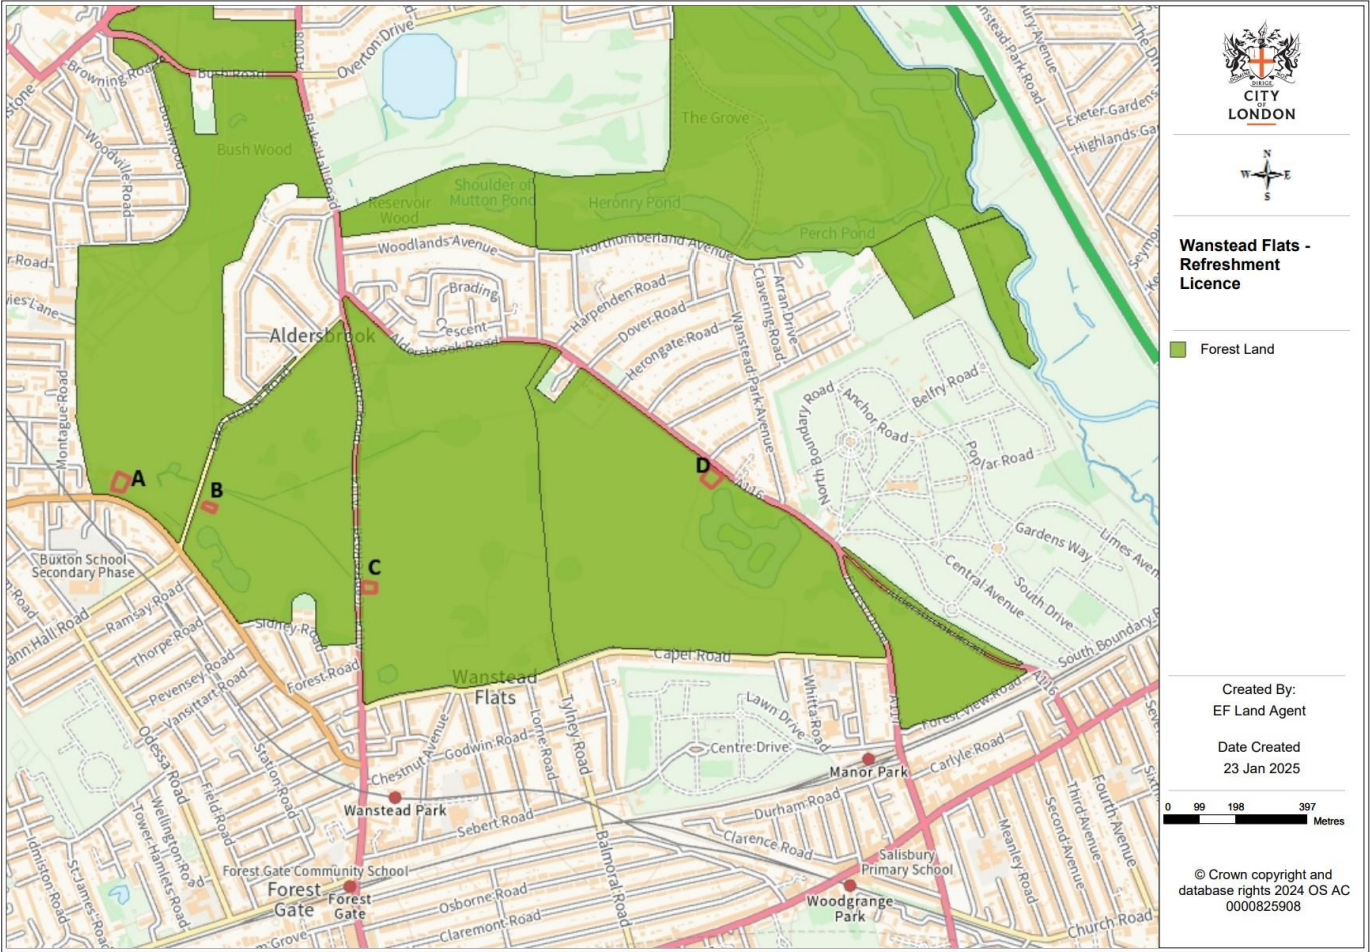 Overton Drive
Browning Road
Bush Road
The Grove
Exeter Gardens
Woodville Road
Bushwood
Bush Wood
Blake Hall Road
Shoulder of
Mutton Pond
Reservoir
Wood
Heronry Pond
Perch Pond
Woodlands Avenue
Northumberland Avenue
Brading
Crescent
Harpenden Road
Dover Road
Herongate Road
Clavering Road
Arran Drive
Wanstead Park Avenue
Aldersbrook
Aldersbrook Road
Montague Road
North Boundary Road
Anchor Road
Belfry Road
Poplar Road
A
B
C
D
A116
Gardens Way
Central Avenue
South Drive
South Boundary R
Buxton School
Secondary Phase
Ramsay Road
Thorpe Road
Pevensey Road
Vansittart Road
Odessa Road
Sidney Road
Forest Road
Wanstead
Flats
Capel Road
Forest View Road
A116
Station Road
Field Road
Wellington Road
Tower Hamlets Road
Chestnut Avenue
Godwin Road
Lorne Road
Tylney Road
Lawn Drive
Whitta Road
Centre Drive
Manor Park
Carlyle Road
Wanstead Park
Sebert Road
Durham Road
Clarence Road
Balmoral Road
Second Avenue
Third Avenue
Fourth Avenue
Meanley Road
Salisbury
Primary School
Idmiston Road
St James' Road
Forest Gate Community School
Forest
Gate
Forest
Gate
Osborne Road
Claremont Road
Woodgrange
Park
Church Road
CITY
OF
LONDON
N
W E
S
Wanstead Flats -
Refreshment
Licence
Forest Land
Created By:
EF Land Agent
Date Created
23 Jan 2025
0 99 198 397
Metres
© Crown copyright and
database rights 2024 OS AC
0000825908